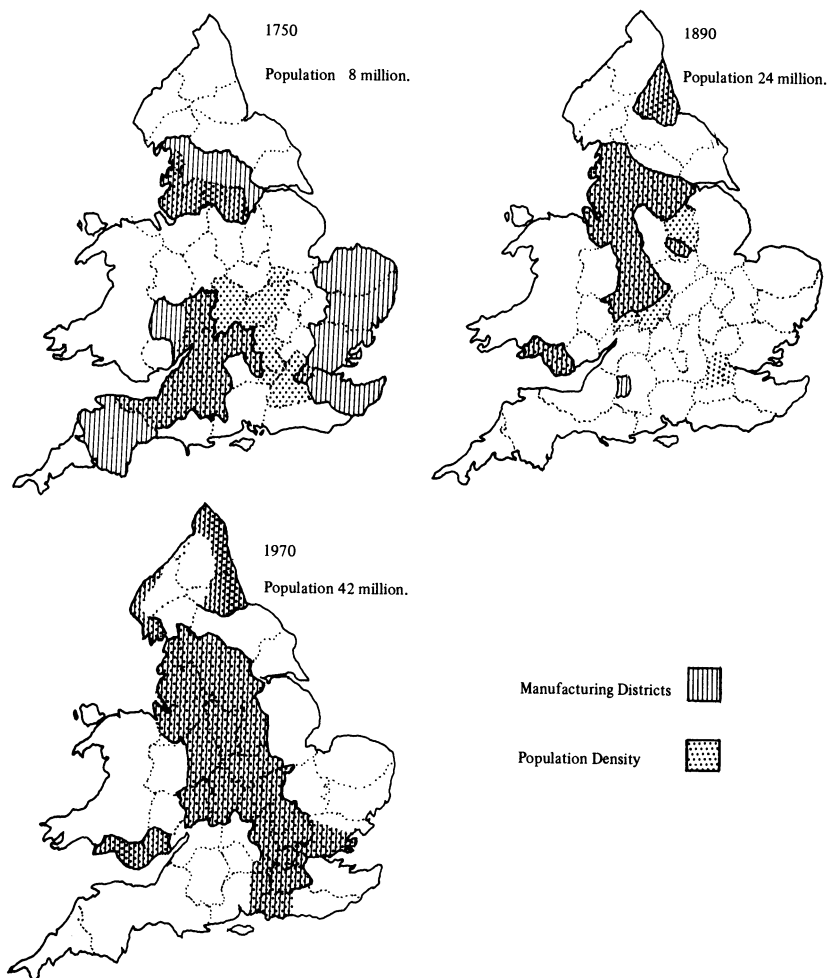 1750
Population 8 million.
1890
Population 24 million.
1970
Population 42 million.
Manufacturing Districts
Population Density